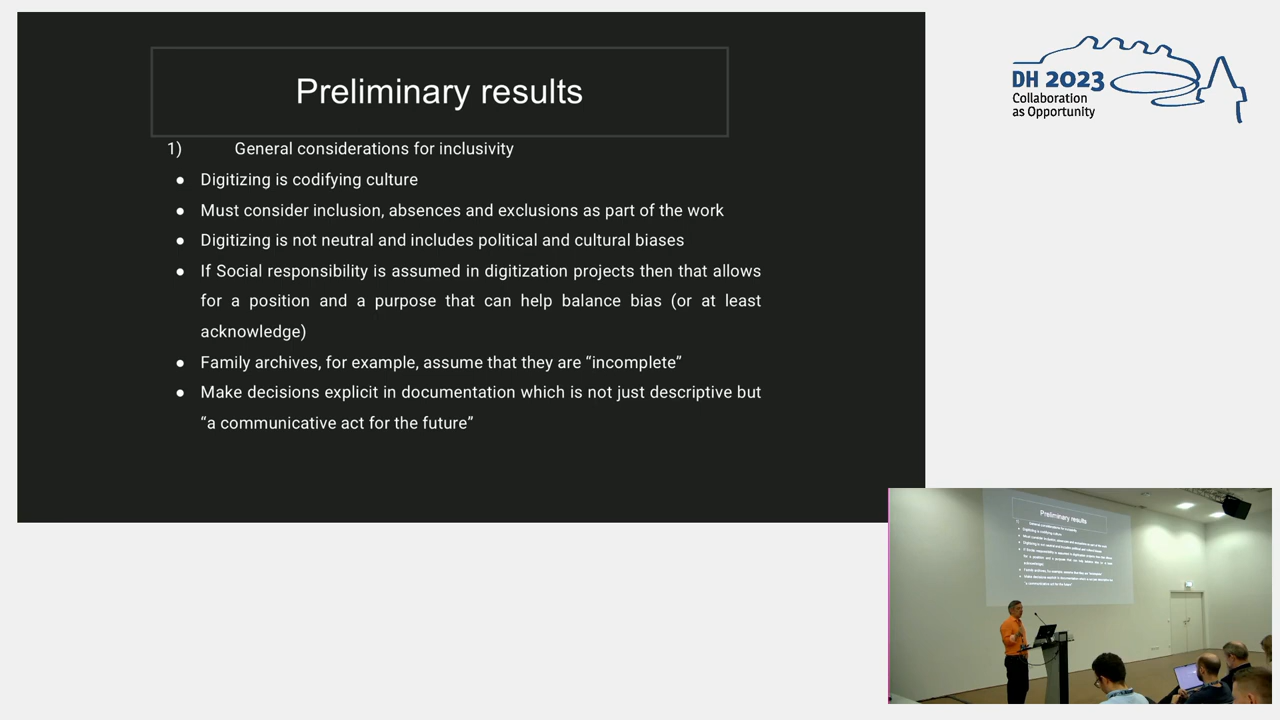 Preliminary results
1) General considerations for inclusivity
● Digitizing is codifying culture
● Must consider inclusion, absences and exclusions as part of the work
● Digitizing is not neutral and includes political and cultural biases
● If Social responsibility is assumed in digitization projects then that allows
for a position and a purpose that can help balance bias (or at least
acknowledge)
● Family archives, for example, assume that they are “incomplete”
● Make decisions explicit in documentation which is not just descriptive but
“a communicative act for the future”
DH 2023
Collaboration
as Opportunity
Preliminary results